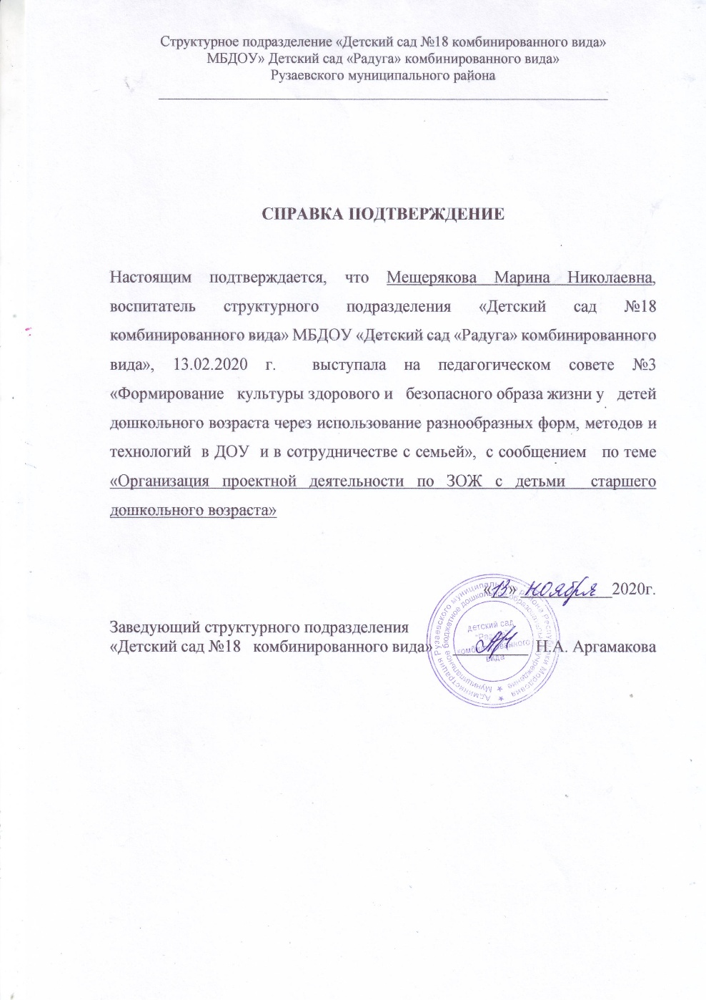 Структурное подразделение «Детский сад №18 комбинированного вида»
МБДОУ» Детский сад «Радуга» комбинированного вида»
Рузаевского муниципального района
СПРАВКА ПОДТВЕРЖДЕНИЕ
Настоящим подтверждается, что Мещерякова Марина Николаевна,
воспитатель структурного подразделения «Детский сад №18
комбинированного вида» МБДОУ «Детский сад «Радуга» комбинированного
вида», 13.02.2020 г. выступала на педагогическом совете №3
«Формирование культуры здорового и безопасного образа жизни у детей
дошкольного возраста через использование разнообразных форм, методов и
технологий в ДОУ и в сотрудничестве с семьей», с сообщением по теме
«Организация проектной деятельности по ЗОЖ с детьми старшего
дошкольного возраста»
«13» ноября 2020г.
Заведующий структурного подразделения
«Детский сад №18 комбинированного вида» Н.А. Аргамакова
Администрация Рузаевского муниципального района Республики Мордовия
Муниципальное бюджетное дошкольное образовательное учреждение
детский сад
комбинированного
вида